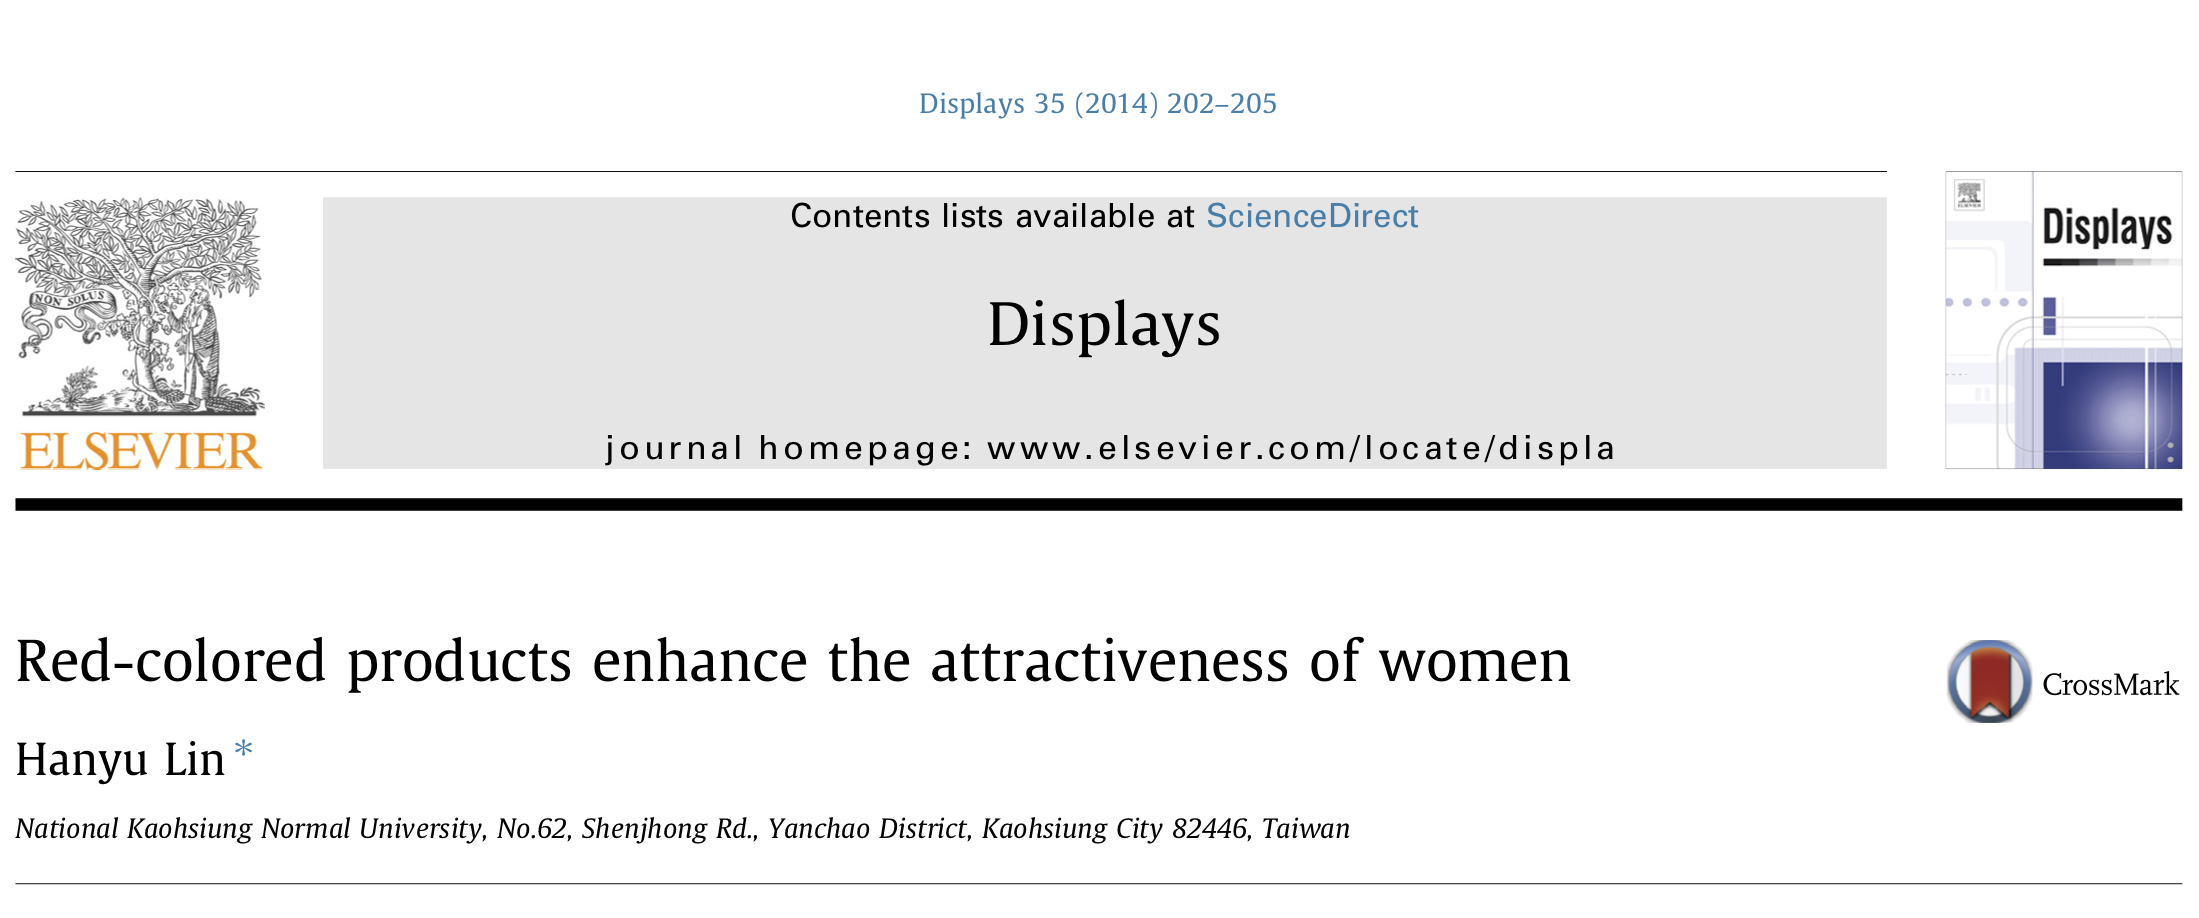 Displays 35 (2014) 202–205
Contents lists available at ScienceDirect
Displays
journal homepage: www.elsevier.com/locate/displa
NON SOLUS
ELSEVIER
ELSEVIER
Displays
Red-colored products enhance the attractiveness of women
CrossMark
Hanyu Lin *
National Kaohsiung Normal University, No.62, Shenjhong Rd., Yanchao District, Kaohsiung City 82446, Taiwan